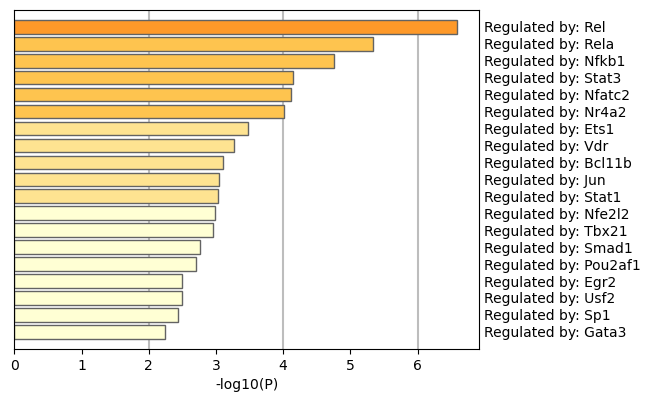 Regulated by: Rel
Regulated by: Rela
Regulated by: Nfkb1
Regulated by: Stat3
Regulated by: Nfatc2
Regulated by: Nr4a2
Regulated by: Ets1
Regulated by: Vdr
Regulated by: Bcl11b
Regulated by: Jun
Regulated by: Stat1
Regulated by: Nfe2l2
Regulated by: Tbx21
Regulated by: Smad1
Regulated by: Pou2af1
Regulated by: Egr2
Regulated by: Usf2
Regulated by: Sp1
Regulated by: Gata3
0 1 2 3 4 5 6
-log10(P)